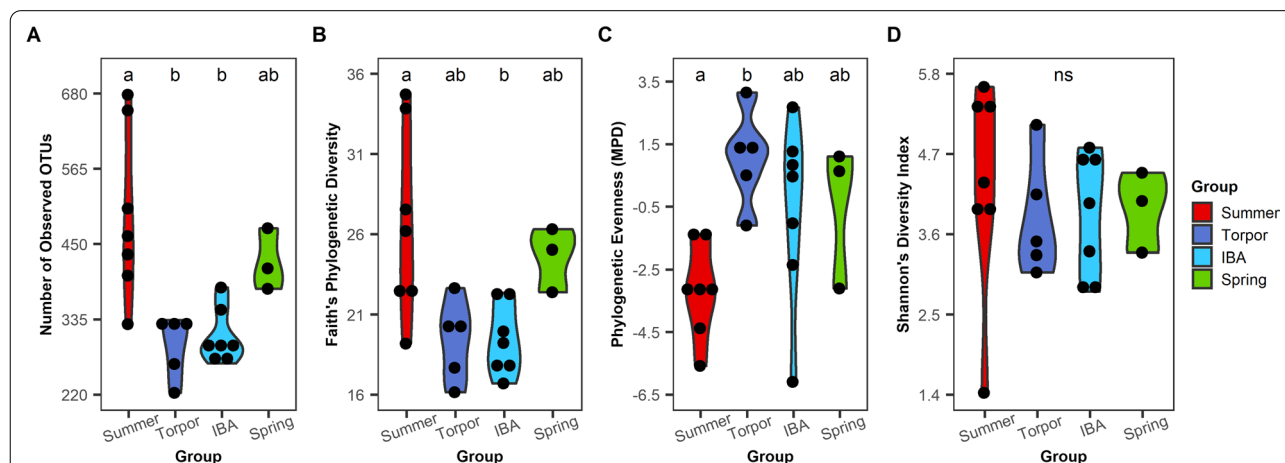 A
Number of Observed OTUs
680
565
450
335
220
a b b ab
Summer Torpor IBA Spring
Group
B
Faith's Phylogenetic Diversity
36
31
26
21
16
a ab b ab
Summer Torpor IBA Spring
Group
C
Phylogenetic Evenness (MPD)
3.5
1.5
-0.5
-2.5
-4.5
-6.5
a b ab ab
Summer Torpor IBA Spring
Group
D
Shannon's Diversity Index
5.8
4.7
3.6
2.5
1.4
ns
Summer Torpor IBA Spring
Group
Group
Summer
Torpor
IBA
Spring